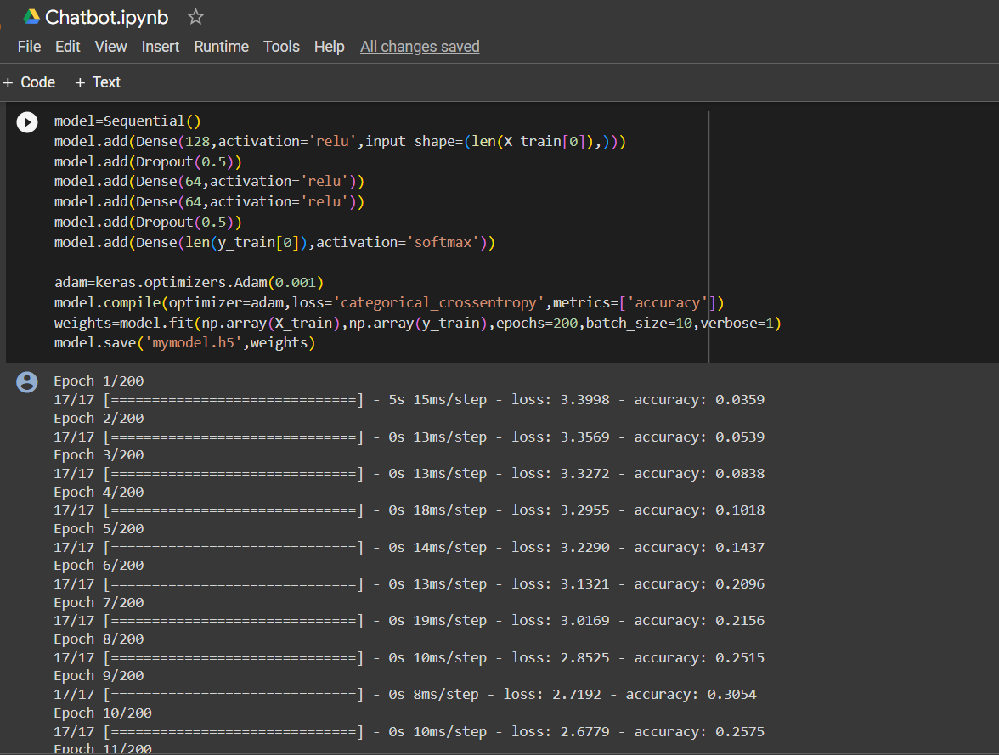 Chatbot.ipynb
File Edit View Insert Runtime Tools Help All changes saved
+ Code + Text
model=Sequential()
model.add(Dense(128,activation='relu',input_shape=(len(X_train[0]),)))
model.add(Dropout(0.5))
model.add(Dense(64,activation='relu'))
model.add(Dense(64,activation='relu'))
model.add(Dropout(0.5))
model.add(Dense(len(y_train[0]),activation='softmax'))
adam=keras.optimizers.Adam(0.001)
model.compile(optimizer=adam,loss='categorical_crossentropy',metrics=['accuracy'])
weights=model.fit(np.array(X_train),np.array(y_train),epochs=200,batch_size=10,verbose=1)
model.save('mymodel.h5',weights)
Epoch 1/200
17/17 [==============================] - 5s 15ms/step - loss: 3.3998 - accuracy: 0.0359
Epoch 2/200
17/17 [==============================] - 0s 13ms/step - loss: 3.3569 - accuracy: 0.0539
Epoch 3/200
17/17 [==============================] - 0s 13ms/step - loss: 3.3272 - accuracy: 0.0838
Epoch 4/200
17/17 [==============================] - 0s 18ms/step - loss: 3.2955 - accuracy: 0.1018
Epoch 5/200
17/17 [==============================] - 0s 14ms/step - loss: 3.2290 - accuracy: 0.1437
Epoch 6/200
17/17 [==============================] - 0s 13ms/step - loss: 3.1321 - accuracy: 0.2096
Epoch 7/200
17/17 [==============================] - 0s 19ms/step - loss: 3.0169 - accuracy: 0.2156
Epoch 8/200
17/17 [==============================] - 0s 10ms/step - loss: 2.8525 - accuracy: 0.2515
Epoch 9/200
17/17 [==============================] - 0s 8ms/step - loss: 2.7192 - accuracy: 0.3054
Epoch 10/200
17/17 [==============================] - 0s 10ms/step - loss: 2.6779 - accuracy: 0.2575
Epoch 11/200